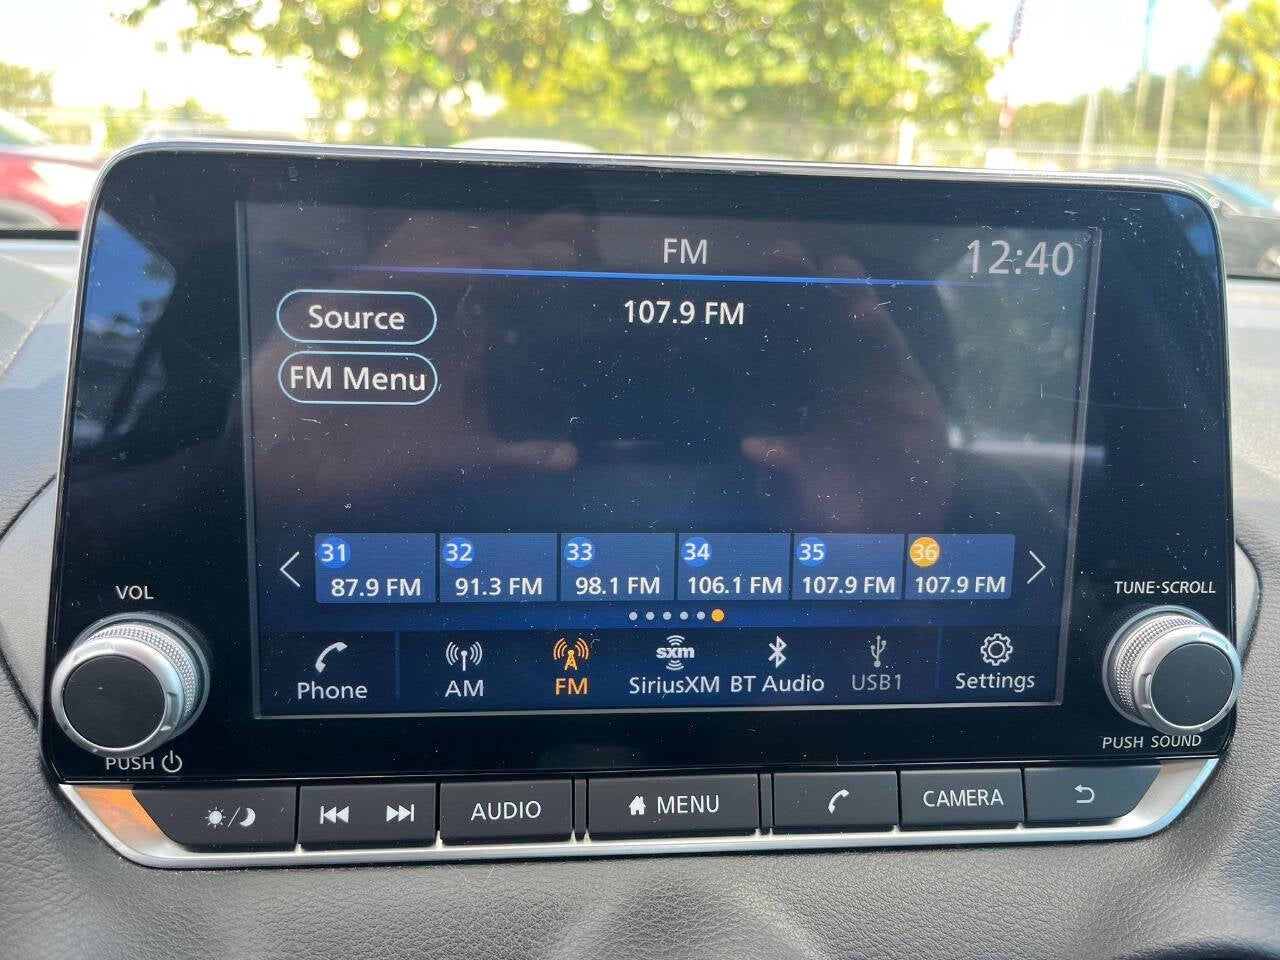 FM
12:40
Source
107.9 FM
FM Menu
31
32
33
34
35
36
87.9 FM
91.3 FM
98.1 FM
106.1 FM
107.9 FM
107.9 FM
VOL
TUNE·SCROLL
Phone
AM
FM
sxm
SiriusXM
BT Audio
USB1
Settings
PUSH
PUSH SOUND
AUDIO
MENU
CAMERA